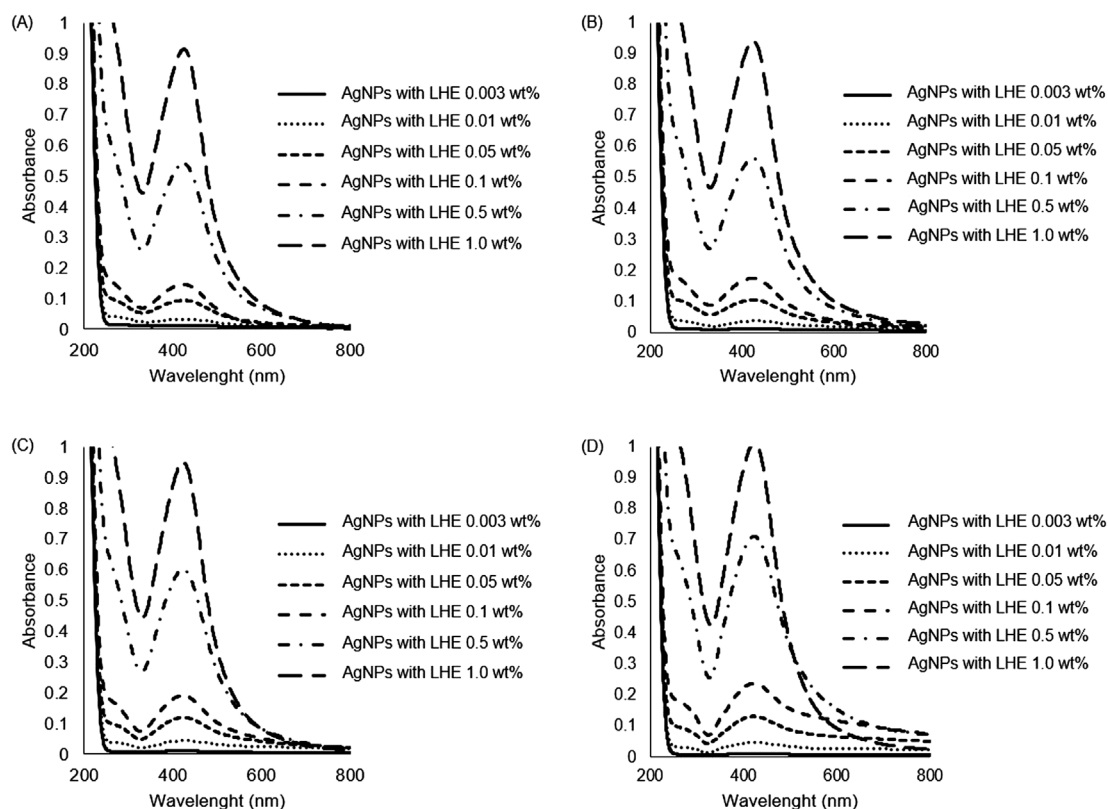 (A)
1
0.9
0.8
0.7
0.6
0.5
0.4
0.3
0.2
0.1
0
Absorbance
200 400 600 800
Wavelenght (nm)
AgNPs with LHE 0.003 wt%
AgNPs with LHE 0.01 wt%
AgNPs with LHE 0.05 wt%
AgNPs with LHE 0.1 wt%
AgNPs with LHE 0.5 wt%
AgNPs with LHE 1.0 wt%
(B)
1
0.9
0.8
0.7
0.6
0.5
0.4
0.3
0.2
0.1
0
Absorbance
200 400 600 800
Wavelenght (nm)
AgNPs with LHE 0.003 wt%
AgNPs with LHE 0.01 wt%
AgNPs with LHE 0.05 wt%
AgNPs with LHE 0.1 wt%
AgNPs with LHE 0.5 wt%
AgNPs with LHE 1.0 wt%
(C)
1
0.9
0.8
0.7
0.6
0.5
0.4
0.3
0.2
0.1
0
Absorbance
200 400 600 800
Wavelenght (nm)
AgNPs with LHE 0.003 wt%
AgNPs with LHE 0.01 wt%
AgNPs with LHE 0.05 wt%
AgNPs with LHE 0.1 wt%
AgNPs with LHE 0.5 wt%
AgNPs with LHE 1.0 wt%
(D)
1
0.9
0.8
0.7
0.6
0.5
0.4
0.3
0.2
0.1
0
Absorbance
200 400 600 800
Wavelenght (nm)
AgNPs with LHE 0.003 wt%
AgNPs with LHE 0.01 wt%
AgNPs with LHE 0.05 wt%
AgNPs with LHE 0.1 wt%
AgNPs with LHE 0.5 wt%
AgNPs with LHE 1.0 wt%